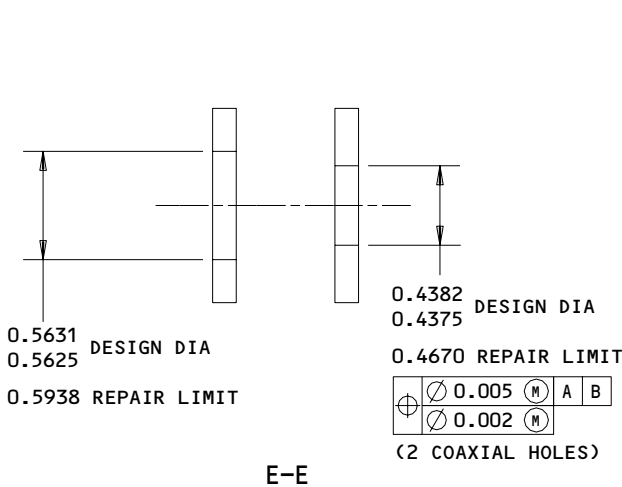 0.5631
0.5625 DESIGN DIA
0.5938 REPAIR LIMIT
0.4382
0.4375 DESIGN DIA
0.4670 REPAIR LIMIT
⌖ ∅ 0.005 Ⓜ A B
∅ 0.002 Ⓜ
(2 COAXIAL HOLES)
E-E